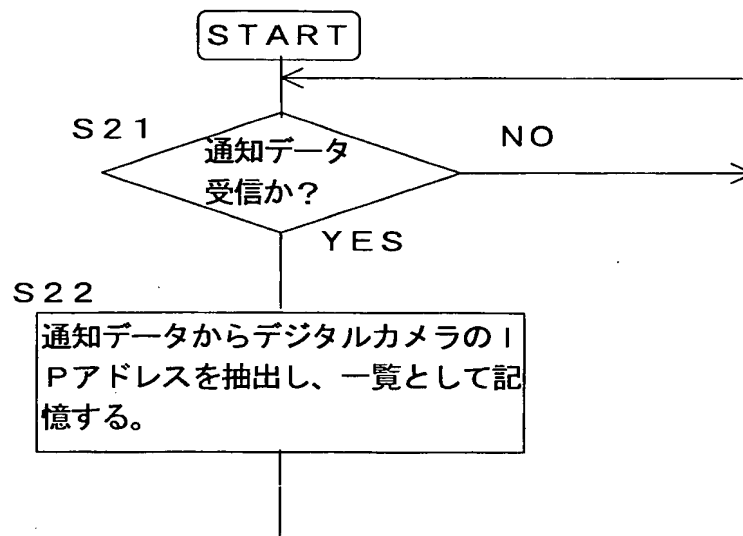 START
S21
通知データ
受信か？
NO
YES
S22
通知データからデジタルカメラのＩ
Ｐアドレスを抽出し、一覧として記
憶する。